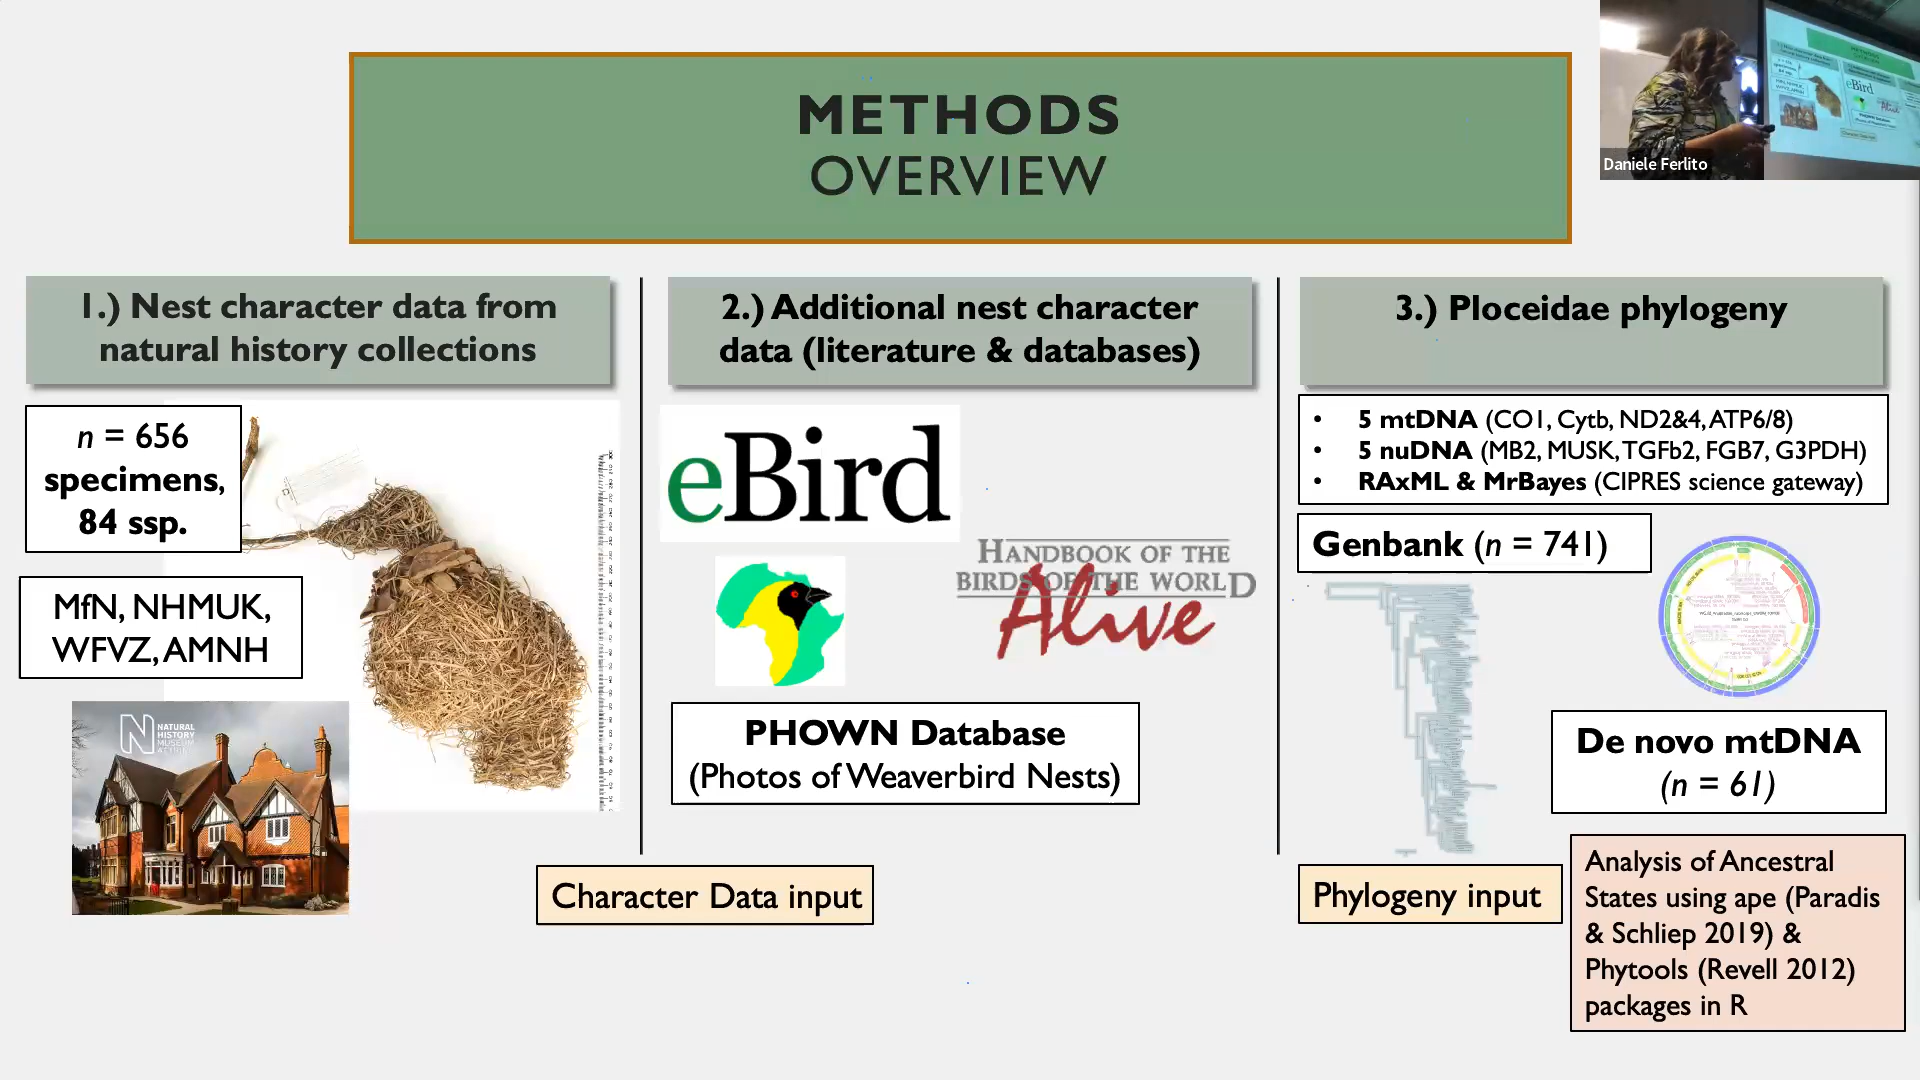 METHODS
OVERVIEW
Daniele Ferlito
1.) Nest character data from
natural history collections
n = 656
specimens,
84 ssp.
MfN, NHMUK,
WFVZ, AMNH
NATURAL
HISTORY
MUSEUM
2.) Additional nest character
data (literature & databases)
eBird
HANDBOOK OF THE
BIRDS OF THE WORLD
Alive
PHOWN Database
(Photos of Weaverbird Nests)
Character Data input
3.) Ploceidae phylogeny
• 5 mtDNA (CO1, Cytb, ND2&4, ATP6/8)
• 5 nuDNA (MB2, MUSK, TGFb2, FGB7, G3PDH)
• RAxML & MrBayes (CIPRES science gateway)
Genbank (n = 741)
De novo mtDNA
(n = 61)
Phylogeny input
Analysis of Ancestral
States using ape (Paradis
& Schliep 2019) &
Phytools (Revell 2012)
packages in R